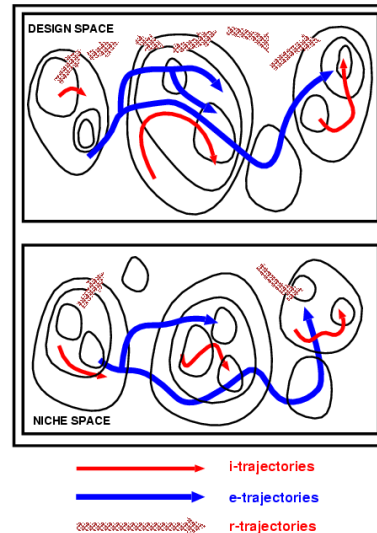 DESIGN SPACE
NICHE SPACE
i-trajectories
e-trajectories
r-trajectories